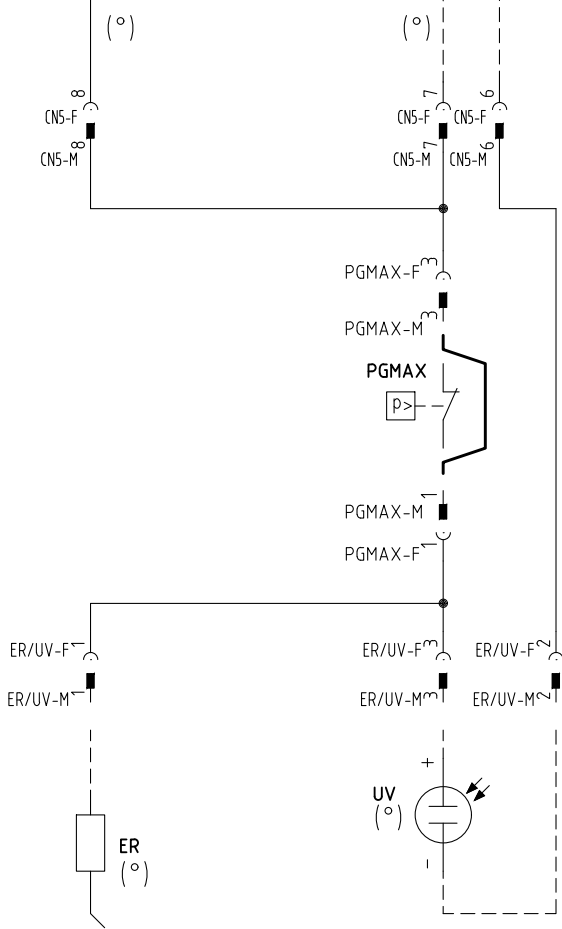 (°) (°)
8 7 6
CN5-F CN5-F CN5-F
CN5-M 8 CN5-M 7 CN5-M 6
PGMAX-F 3
PGMAX-M 3
PGMAX
p>
PGMAX-M 1
PGMAX-F 1
ER/UV-F 1 ER/UV-F 3 ER/UV-F 2
ER/UV-M 1 ER/UV-M 3 ER/UV-M 2
+
UV
(°)
-
ER
(°)